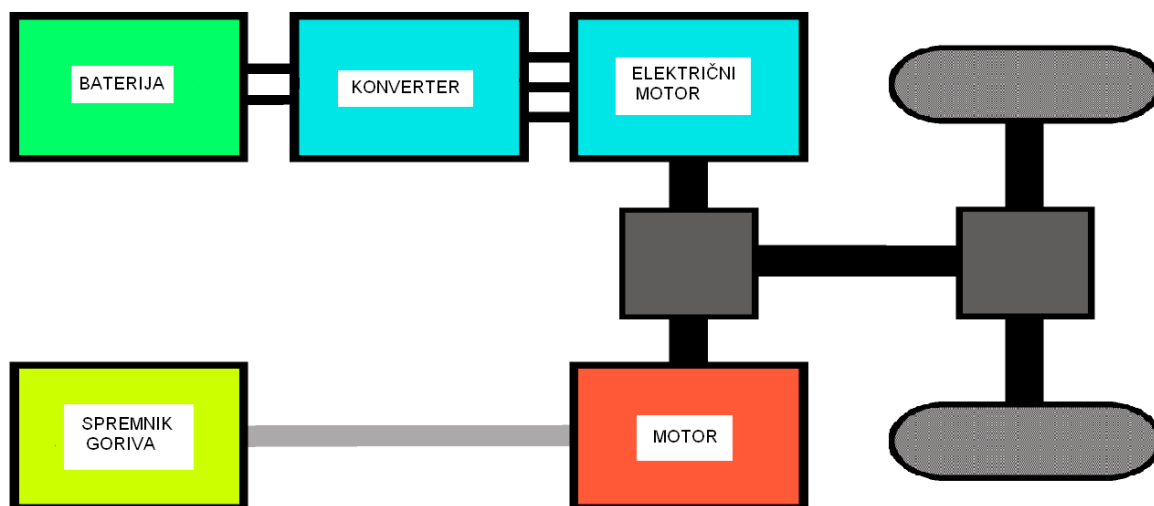 BATERIJA
KONVERTER
ELEKTRIČNI
MOTOR
SPREMNIK
GORIVA
MOTOR